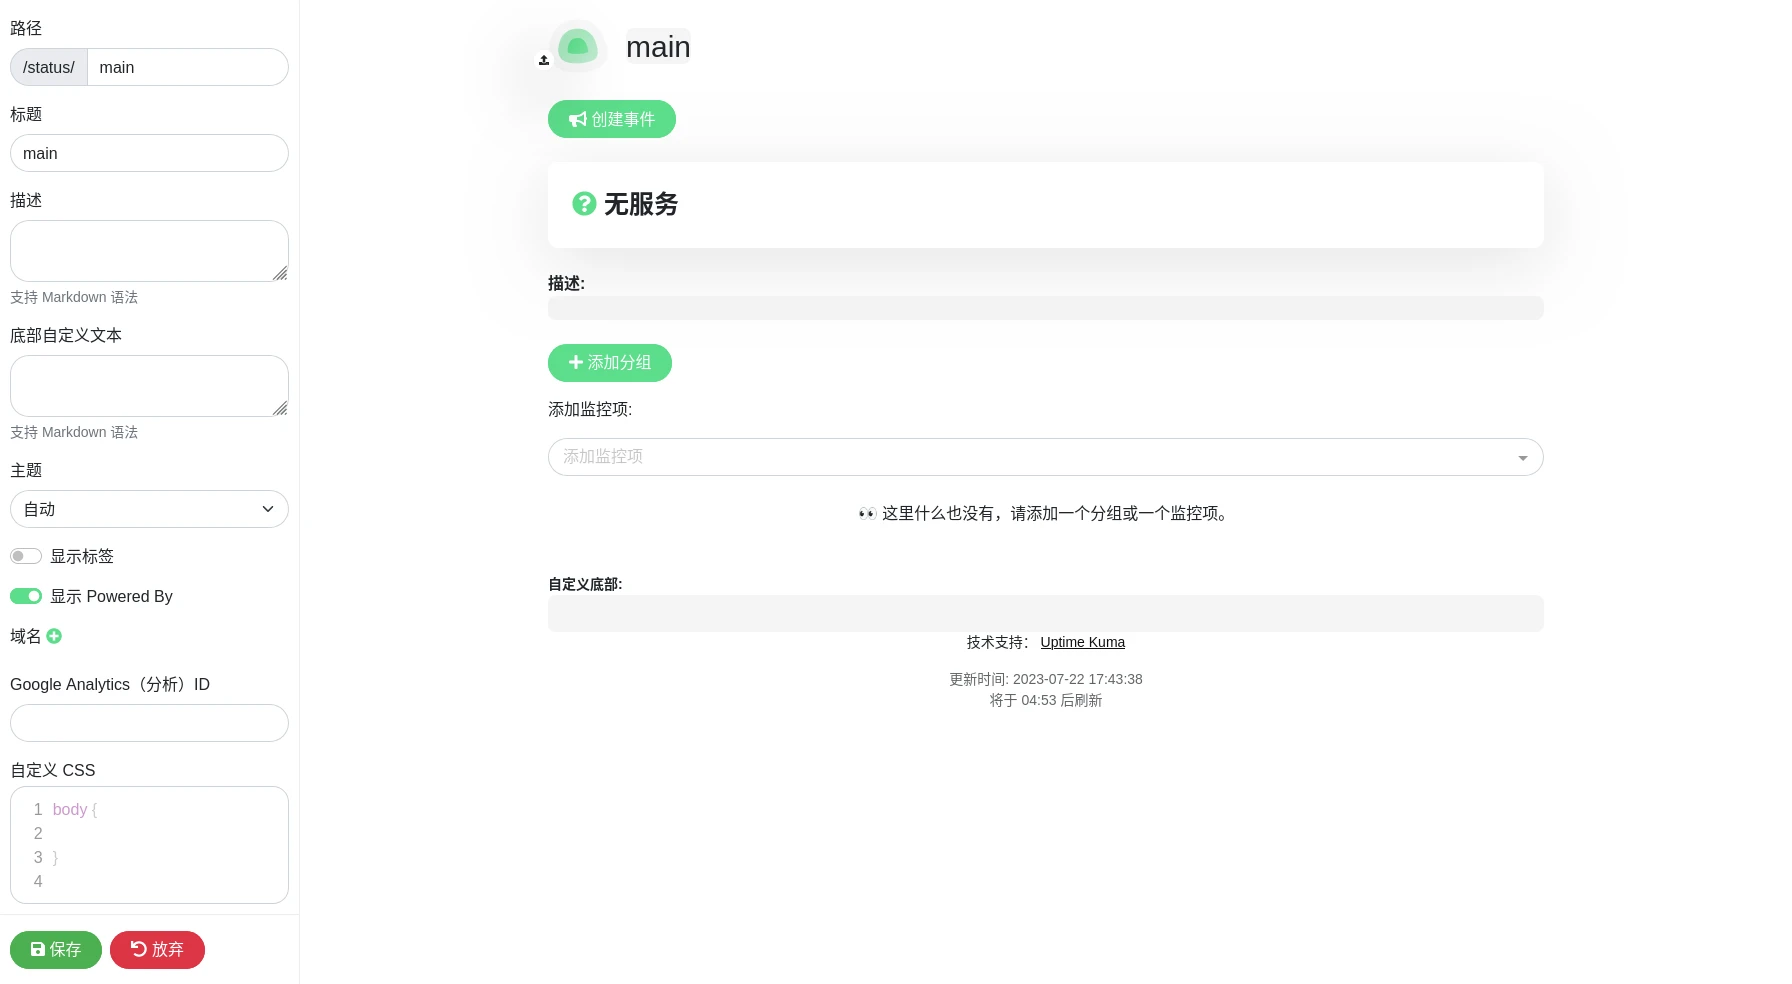 路径
/status/ main
标题
main
描述
支持 Markdown 语法
底部自定义文本
支持 Markdown 语法
主题
自动
显示标签
显示 Powered By
域名
Google Analytics（分析）ID
自定义 CSS
1 body {
2
3 }
4
保存 放弃
main
创建事件
无服务
描述:
添加分组
添加监控项:
添加监控项
👀 这里什么也没有，请添加一个分组或一个监控项。
自定义底部:
技术支持： Uptime Kuma
更新时间: 2023-07-22 17:43:38
将于 04:53 后刷新